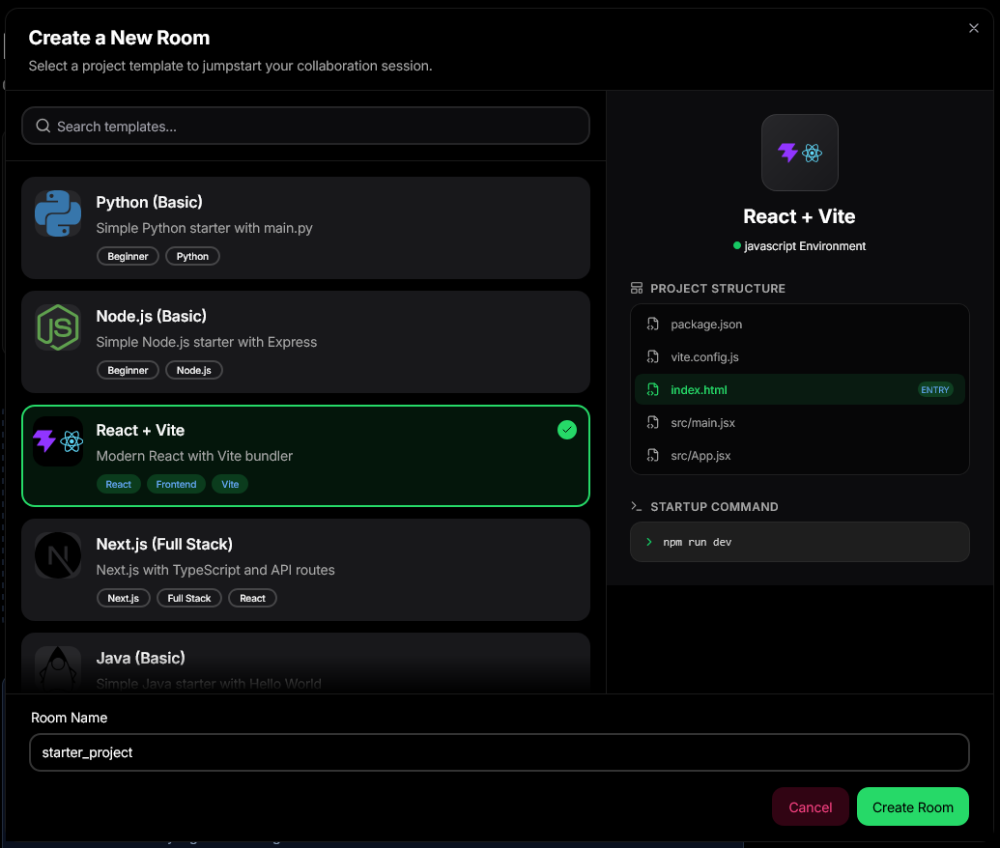 Create a New Room
Select a project template to jumpstart your collaboration session.
Search templates...
Python (Basic)
Simple Python starter with main.py
Beginner Python
Node.js (Basic)
Simple Node.js starter with Express
Beginner Node.js
React + Vite
Modern React with Vite bundler
React Frontend Vite
Next.js (Full Stack)
Next.js with TypeScript and API routes
Next.js Full Stack React
Java (Basic)
Simple Java starter with Hello World
React + Vite
javascript Environment
PROJECT STRUCTURE
package.json
vite.config.js
index.html ENTRY
src/main.jsx
src/App.jsx
STARTUP COMMAND
> npm run dev
Room Name
starter_project
Cancel Create Room